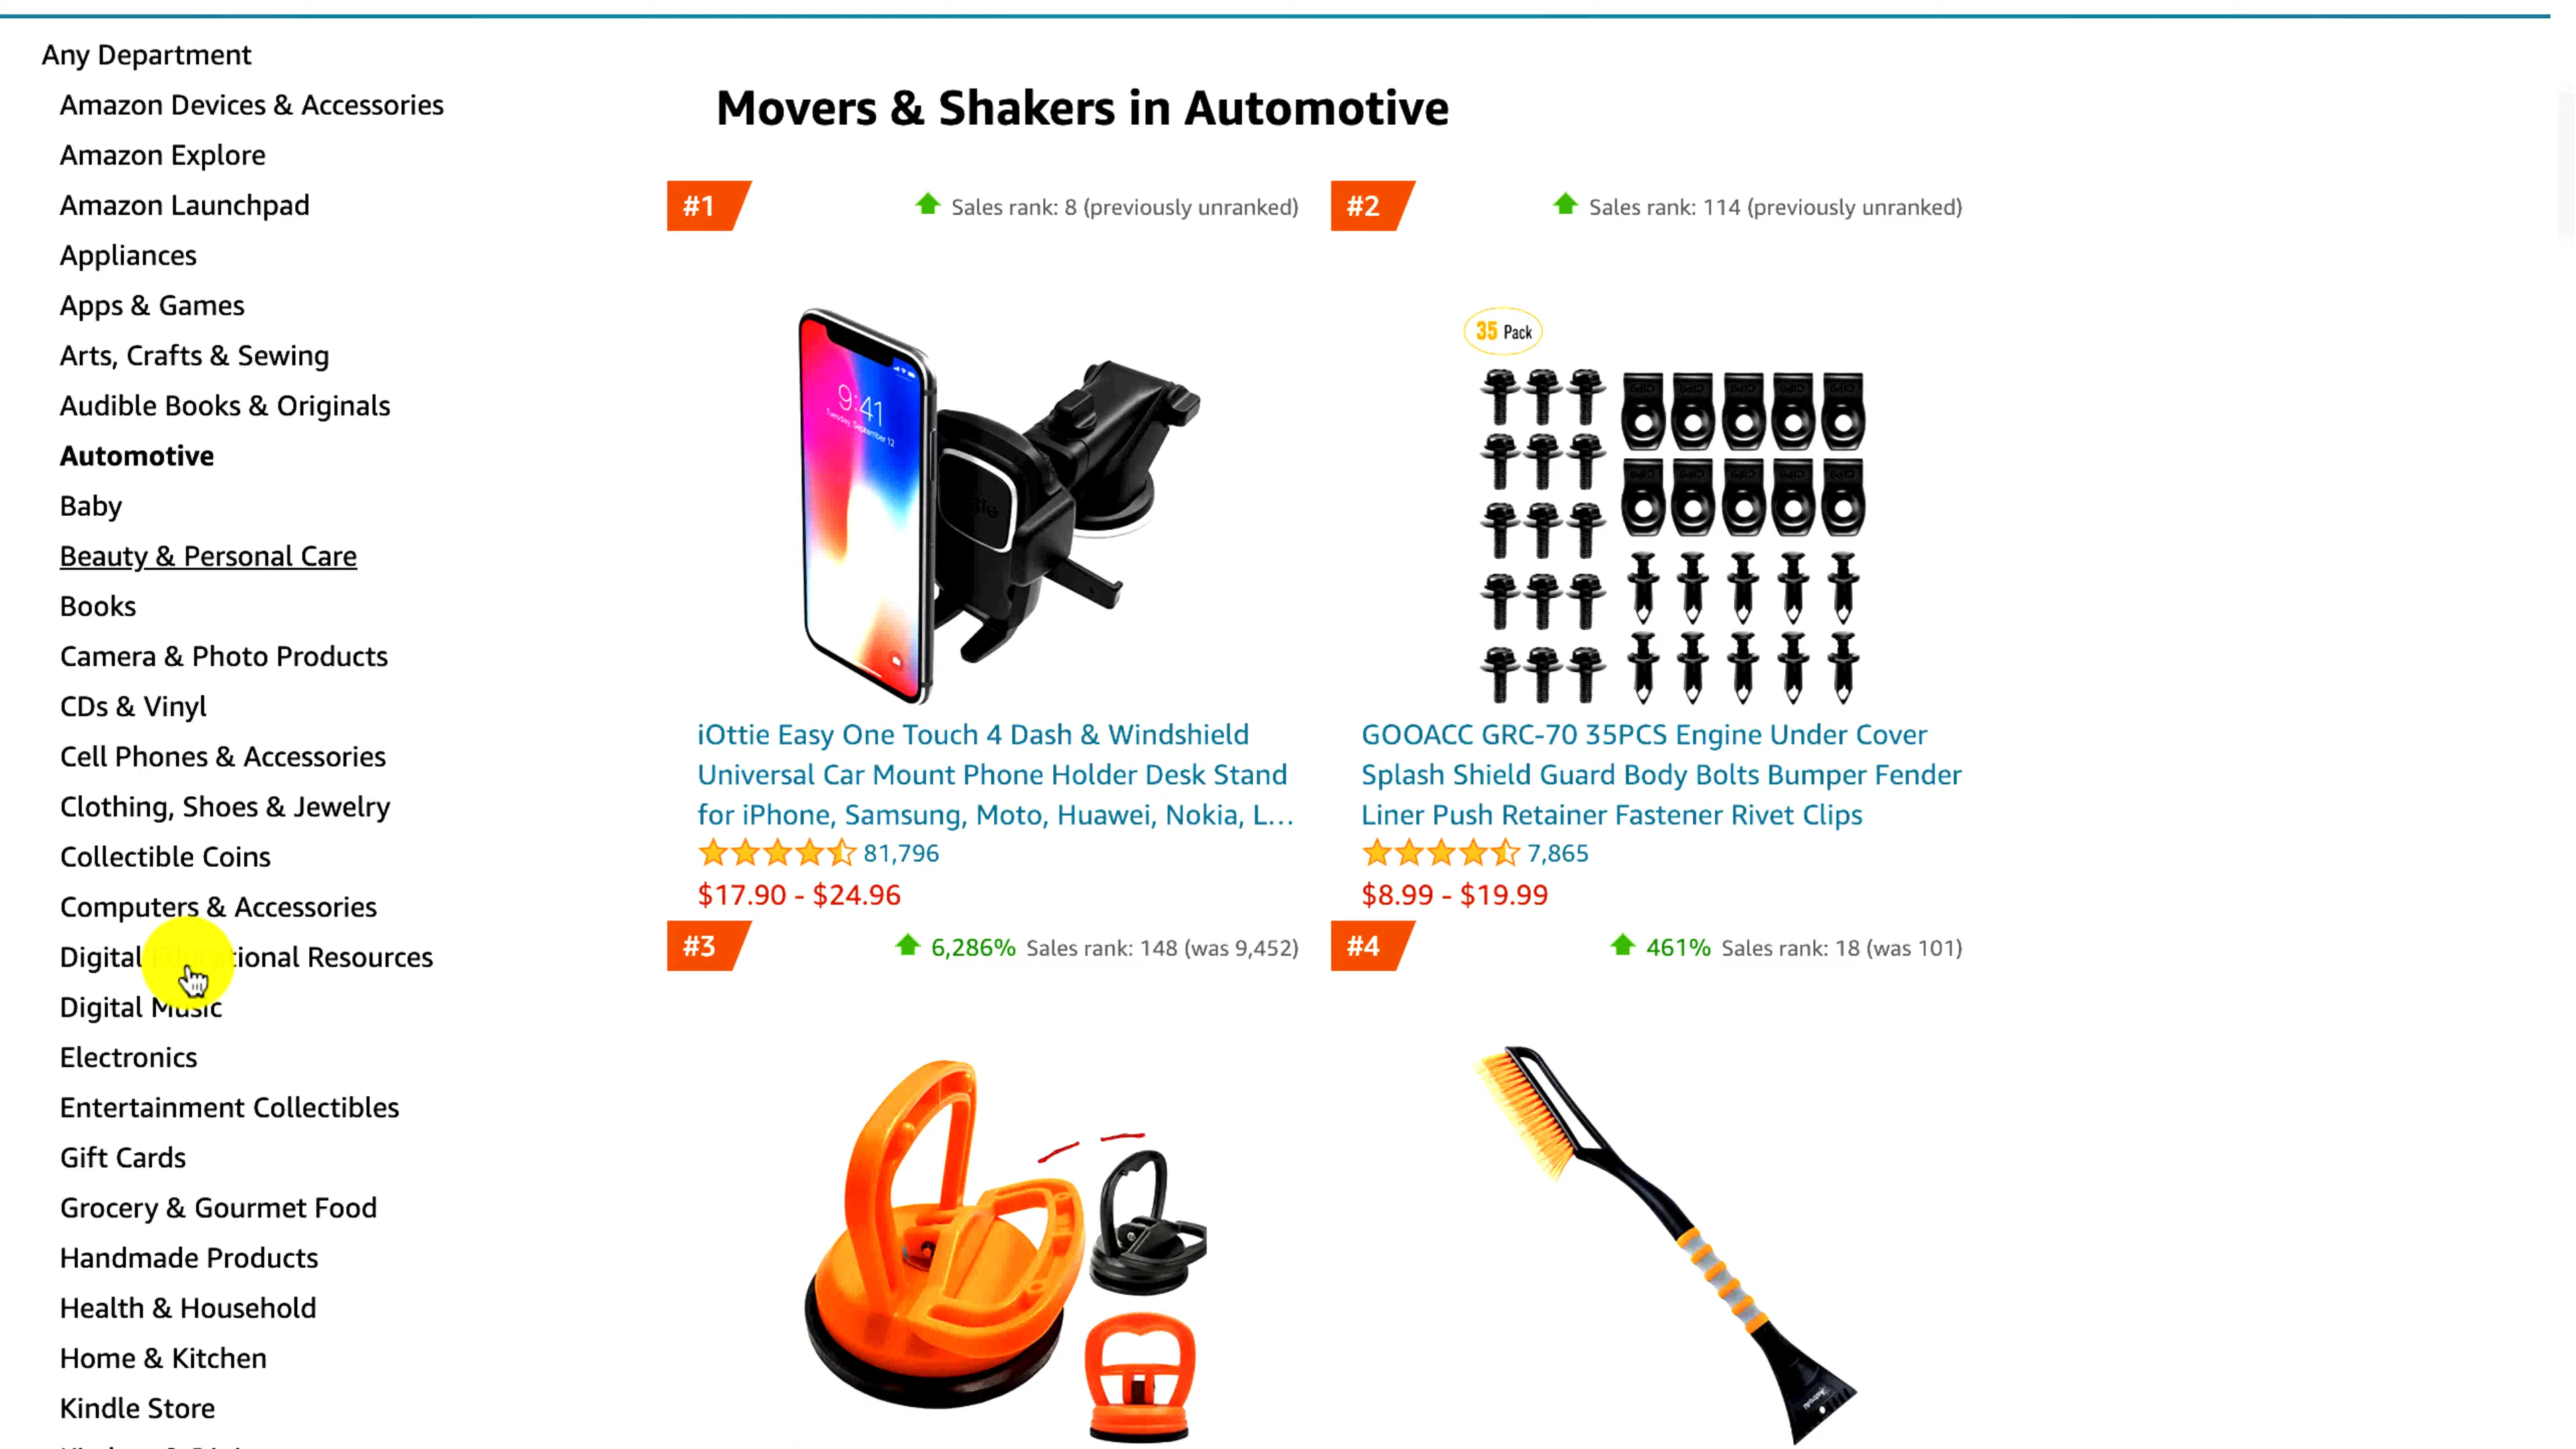 Any Department
Amazon Devices & Accessories
Amazon Explore
Amazon Launchpad
Appliances
Apps & Games
Arts, Crafts & Sewing
Audible Books & Originals
Automotive
Baby
Beauty & Personal Care
Books
Camera & Photo Products
CDs & Vinyl
Cell Phones & Accessories
Clothing, Shoes & Jewelry
Collectible Coins
Computers & Accessories
Digital Educational Resources
Digital Music
Electronics
Entertainment Collectibles
Gift Cards
Grocery & Gourmet Food
Handmade Products
Health & Household
Home & Kitchen
Kindle Store
Movers & Shakers in Automotive
#1
Sales rank: 8 (previously unranked)
9:41
Tuesday, September 12
iOttie Easy One Touch 4 Dash & Windshield
Universal Car Mount Phone Holder Desk Stand
for iPhone, Samsung, Moto, Huawei, Nokia, L...
81,796
$17.90 - $24.96
#2
Sales rank: 114 (previously unranked)
35 Pack
GOOACC GRC-70 35PCS Engine Under Cover
Splash Shield Guard Body Bolts Bumper Fender
Liner Push Retainer Fastener Rivet Clips
7,865
$8.99 - $19.99
#3
6,286% Sales rank: 148 (was 9,452)
#4
461% Sales rank: 18 (was 101)